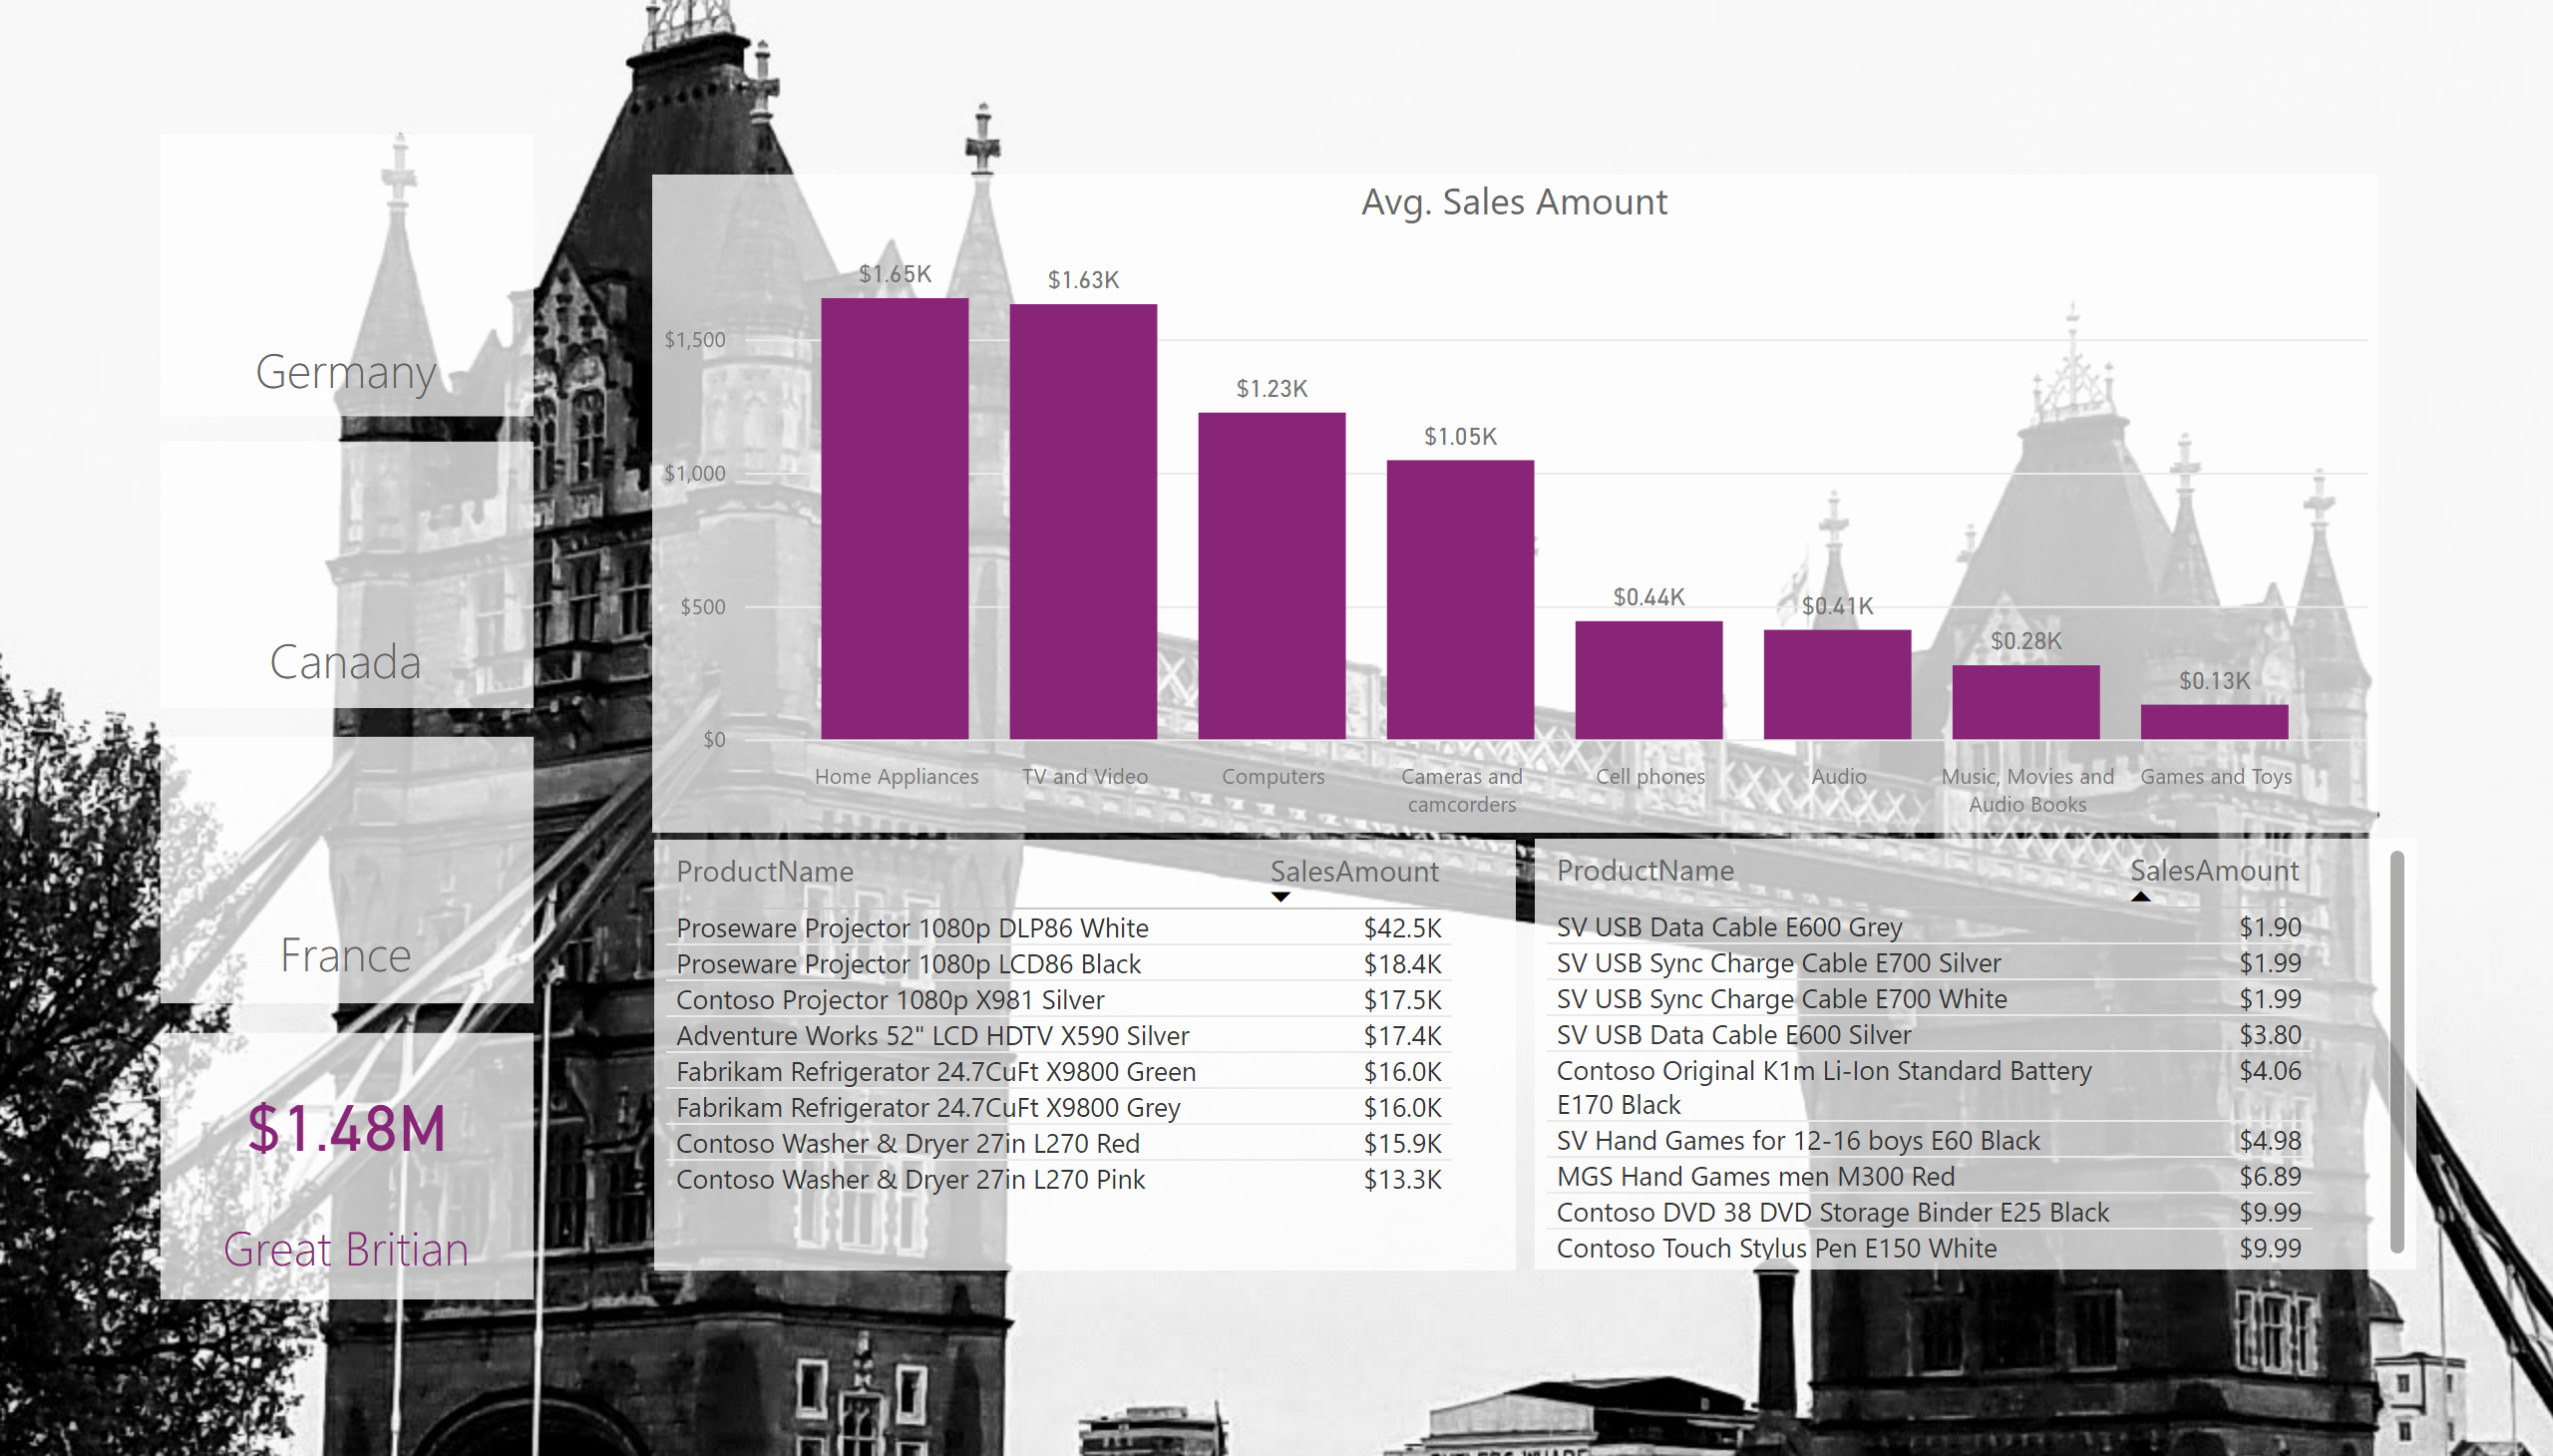 Germany
Canada
France
$1.48M
Great Britian
Avg. Sales Amount
$1,500
$1,000
$500
$0
$1.65K
$1.63K
$1.23K
$1.05K
$0.44K
$0.41K
$0.28K
$0.13K
Home Appliances
TV and Video
Computers
Cameras and
camcorders
Cell phones
Audio
Music, Movies and
Audio Books
Games and Toys
ProductName SalesAmount
Proseware Projector 1080p DLP86 White $42.5K
Proseware Projector 1080p LCD86 Black $18.4K
Contoso Projector 1080p X981 Silver $17.5K
Adventure Works 52" LCD HDTV X590 Silver $17.4K
Fabrikam Refrigerator 24.7CuFt X9800 Green $16.0K
Fabrikam Refrigerator 24.7CuFt X9800 Grey $16.0K
Contoso Washer & Dryer 27in L270 Red $15.9K
Contoso Washer & Dryer 27in L270 Pink $13.3K
ProductName SalesAmount
SV USB Data Cable E600 Grey $1.90
SV USB Sync Charge Cable E700 Silver $1.99
SV USB Sync Charge Cable E700 White $1.99
SV USB Data Cable E600 Silver $3.80
Contoso Original K1m Li-Ion Standard Battery $4.06
E170 Black
SV Hand Games for 12-16 boys E60 Black $4.98
MGS Hand Games men M300 Red $6.89
Contoso DVD 38 DVD Storage Binder E25 Black $9.99
Contoso Touch Stylus Pen E150 White $9.99